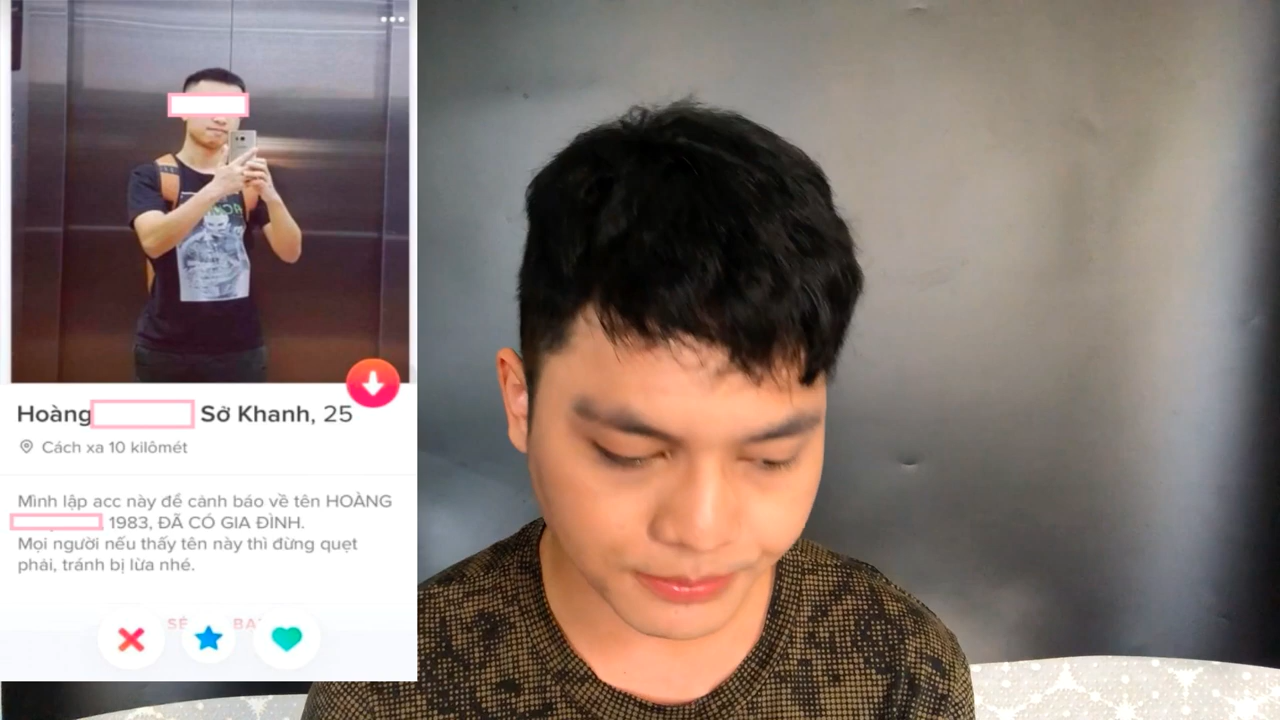 Hoàng Sở Khanh, 25
Cách xa 10 kilômét
Mình lập acc này để cảnh báo về tên HOÀNG
1983, ĐÃ CÓ GIA ĐÌNH.
Mọi người nếu thấy tên này thì đừng quẹt
phải, tránh bị lừa nhé.